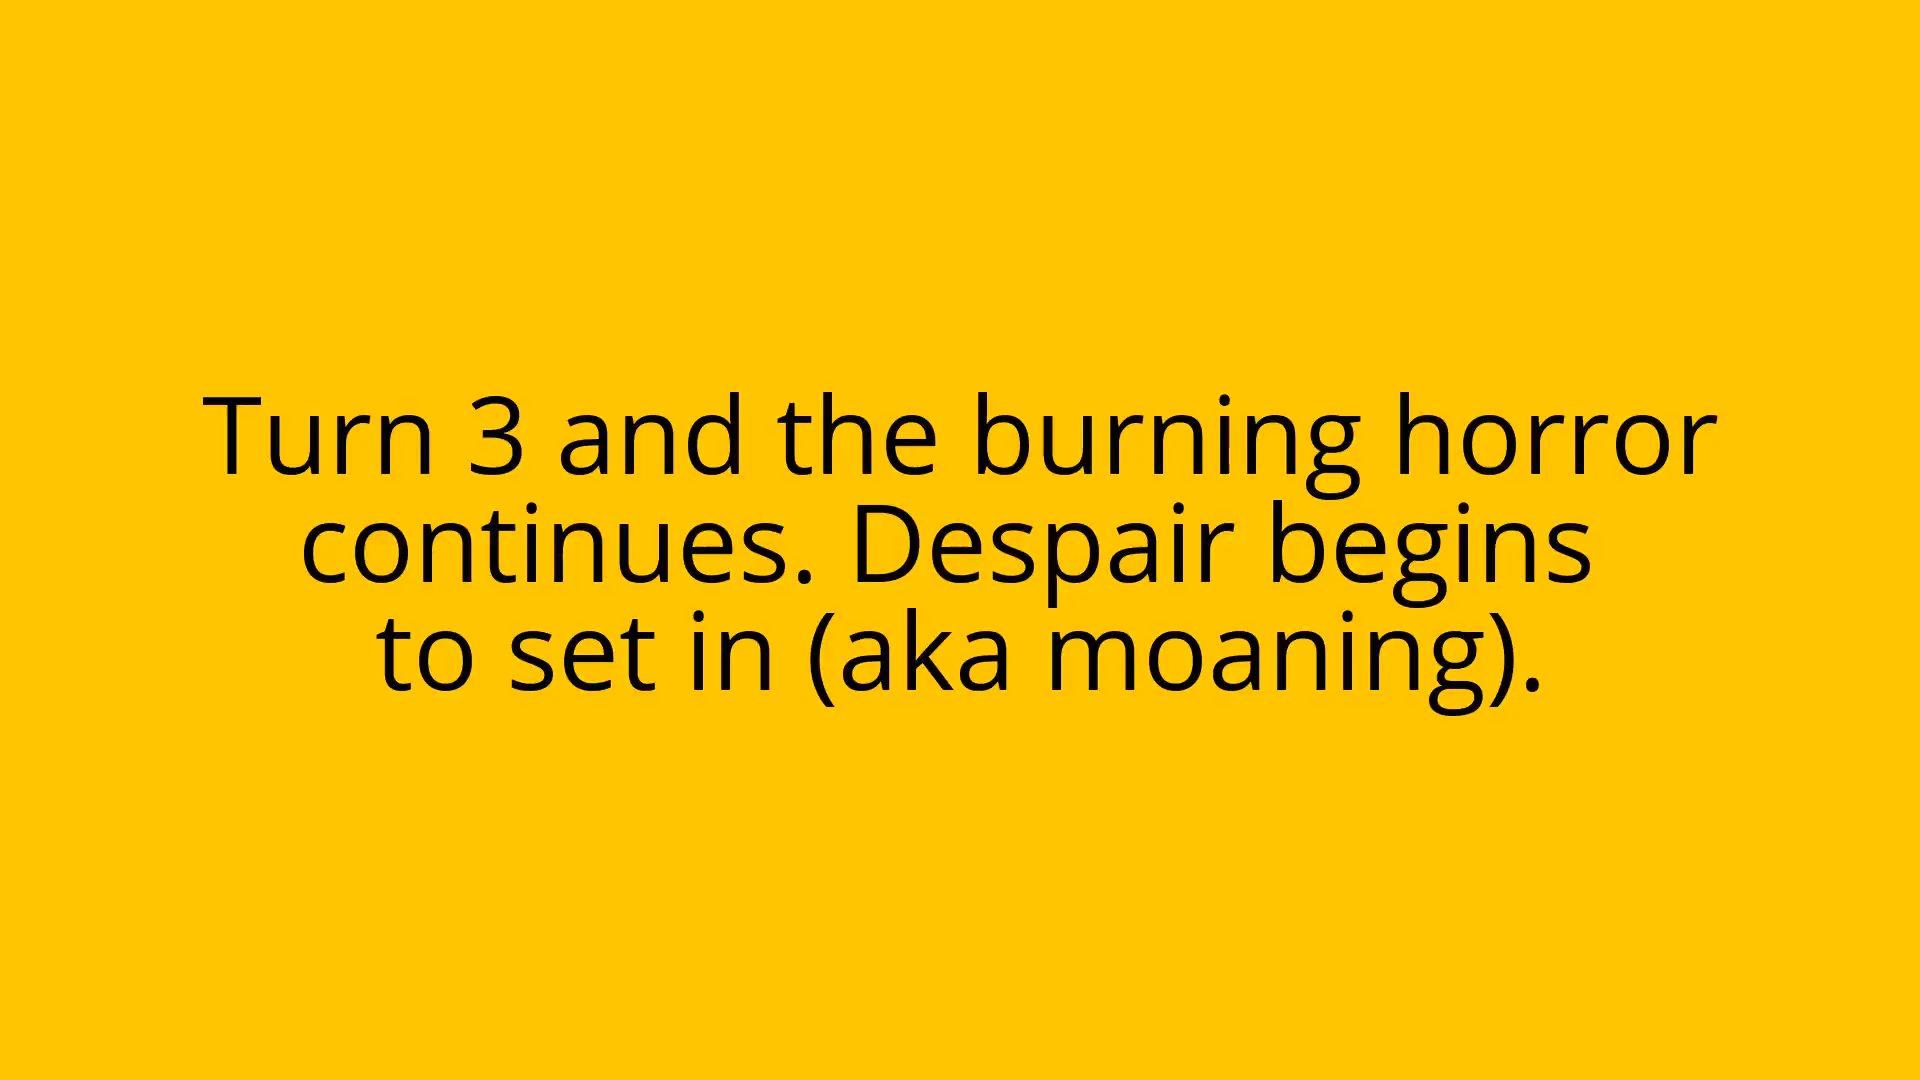 Turn 3 and the burning horror
continues. Despair begins
to set in (aka moaning).